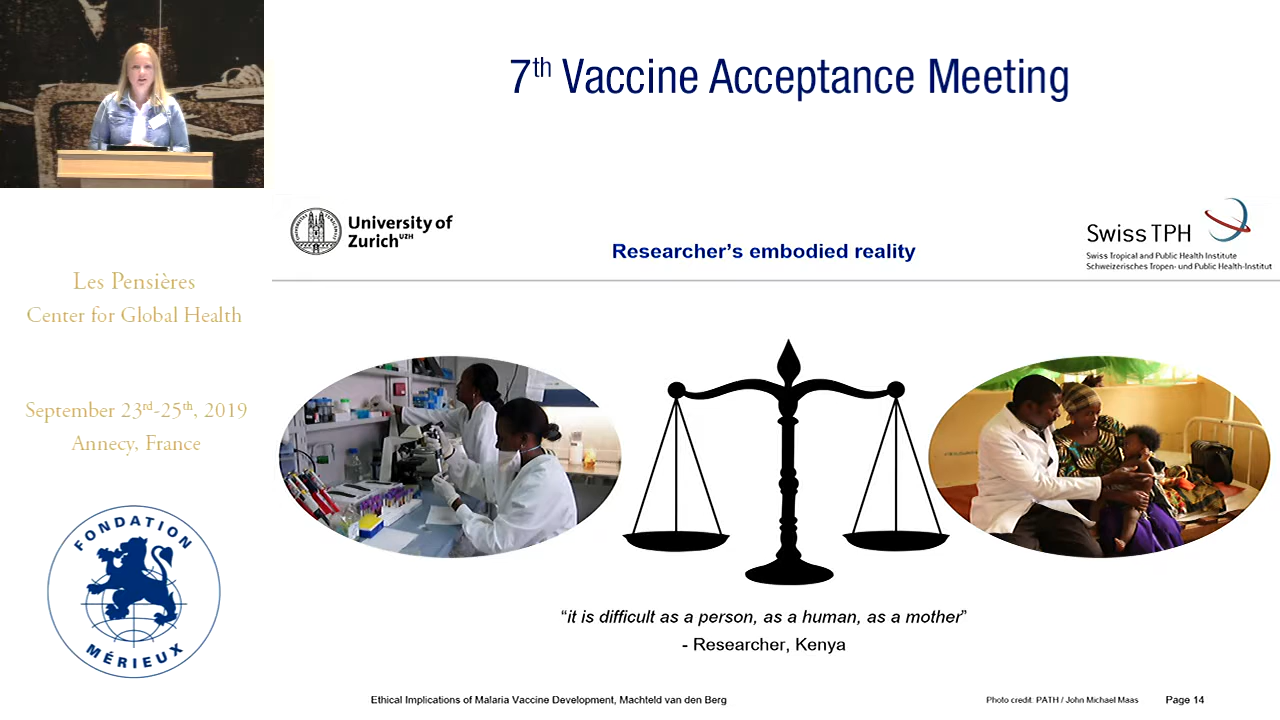 7th Vaccine Acceptance Meeting
University of
Zurich UZH
Researcher's embodied reality
Swiss TPH
Swiss Tropical and Public Health Institute
Schweizerisches Tropen- und Public Health-Institut
Les Pensières
Center for Global Health
September 23rd-25th, 2019
Annecy, France
FONDATION
MÉRIEUX
“it is difficult as a person, as a human, as a mother”
- Researcher, Kenya
Ethical Implications of Malaria Vaccine Development, Machteld van den Berg
Photo credit: PATH / John Michael Maas
Page 14